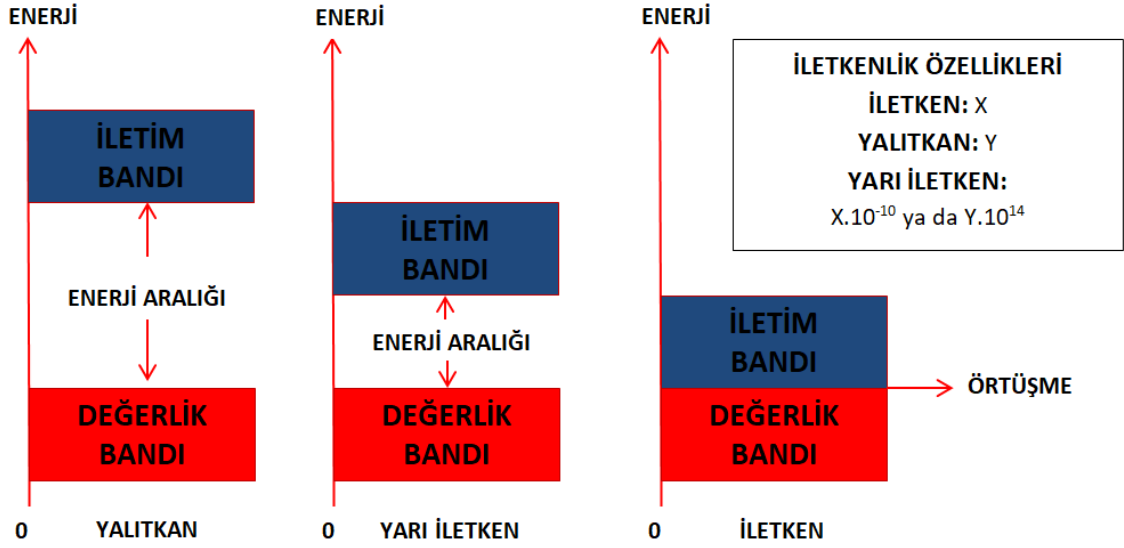 ENERJİ
İLETİM
BANDI
ENERJİ ARALIĞI
DEĞERLİK
BANDI
0 YALITKAN
ENERJİ
İLETİM
BANDI
ENERJİ ARALIĞI
DEĞERLİK
BANDI
0 YARI İLETKEN
ENERJİ
İLETİM
BANDI
DEĞERLİK
BANDI
ÖRTÜŞME
0 İLETKEN
İLETKENLİK ÖZELLİKLERİ
İLETKEN: X
YALITKAN: Y
YARI İLETKEN:
X.10⁻¹⁰ ya da Y.10¹⁴